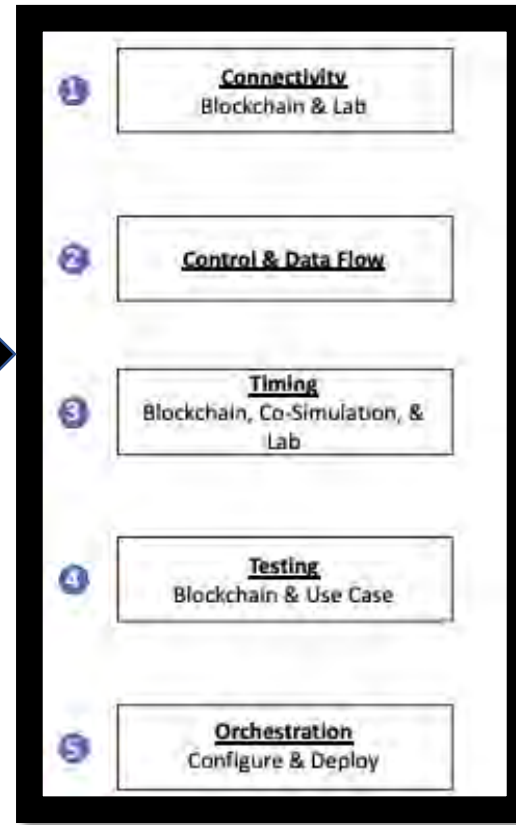 1
Connectivity
Blockchain & Lab
2
Control & Data Flow
3
Timing
Blockchain, Co-Simulation, &
Lab
4
Testing
Blockchain & Use Case
5
Orchestration
Configure & Deploy